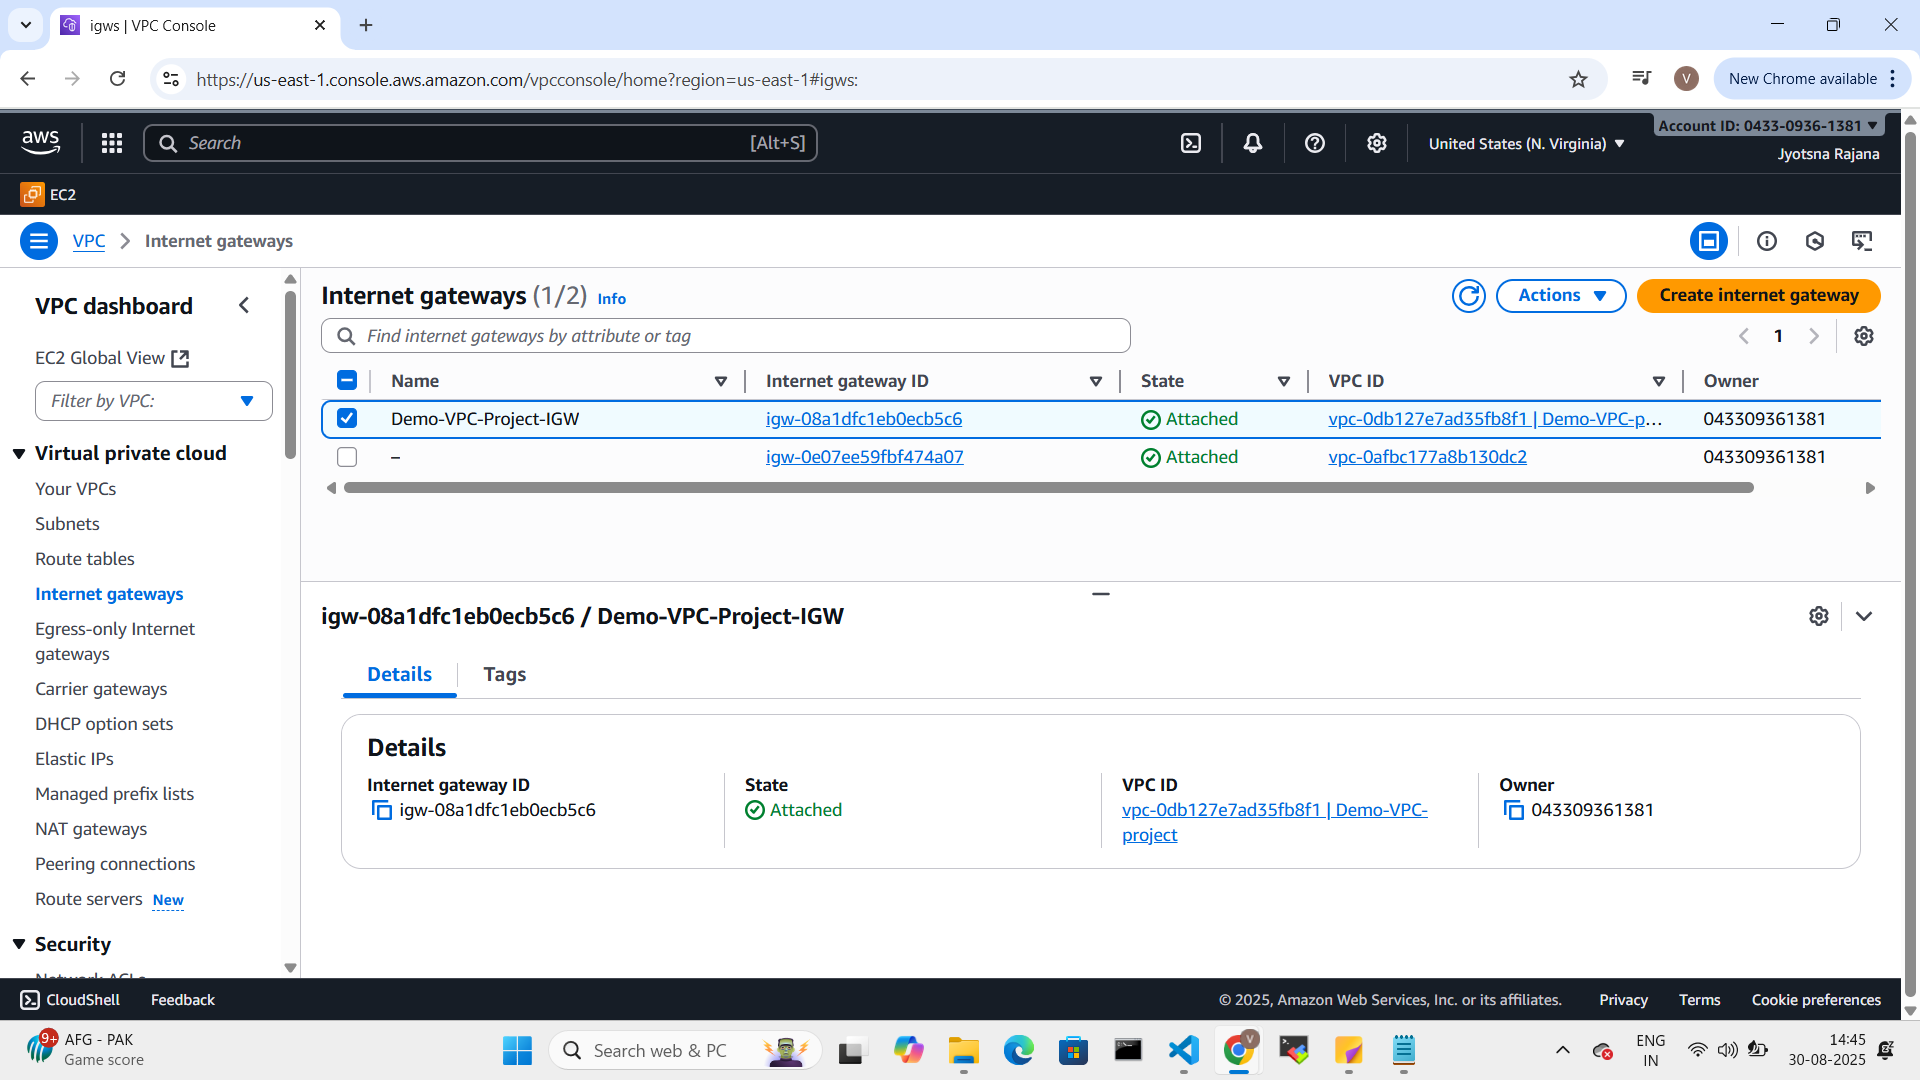 igws | VPC Console
https://us-east-1.console.aws.amazon.com/vpcconsole/home?region=us-east-1#igws:
V
New Chrome available
aws
Search
[Alt+S]
United States (N. Virginia)
Account ID: 0433-0936-1381
Jyotsna Rajana
EC2
VPC
Internet gateways
VPC dashboard
EC2 Global View
Filter by VPC:
Virtual private cloud
Your VPCs
Subnets
Route tables
Internet gateways
Egress-only Internet
gateways
Carrier gateways
DHCP option sets
Elastic IPs
Managed prefix lists
NAT gateways
Peering connections
Route servers New
Security
Network ACLs
Internet gateways (1/2) Info
Actions
Create internet gateway
Find internet gateways by attribute or tag
1
Name Internet gateway ID State VPC ID Owner
Demo-VPC-Project-IGW igw-08a1dfc1eb0ecb5c6 Attached vpc-0db127e7ad35fb8f1 | Demo-VPC-p... 043309361381
– igw-0e07ee59fbf474a07 Attached vpc-0afbc177a8b130dc2 043309361381
igw-08a1dfc1eb0ecb5c6 / Demo-VPC-Project-IGW
Details Tags
Details
Internet gateway ID
igw-08a1dfc1eb0ecb5c6
State
Attached
VPC ID
vpc-0db127e7ad35fb8f1 | Demo-VPC-
project
Owner
043309361381
CloudShell Feedback
© 2025, Amazon Web Services, Inc. or its affiliates. Privacy Terms Cookie preferences
9+
AFG - PAK
Game score
Search web & PC
V
ENG
IN
14:45
30-08-2025